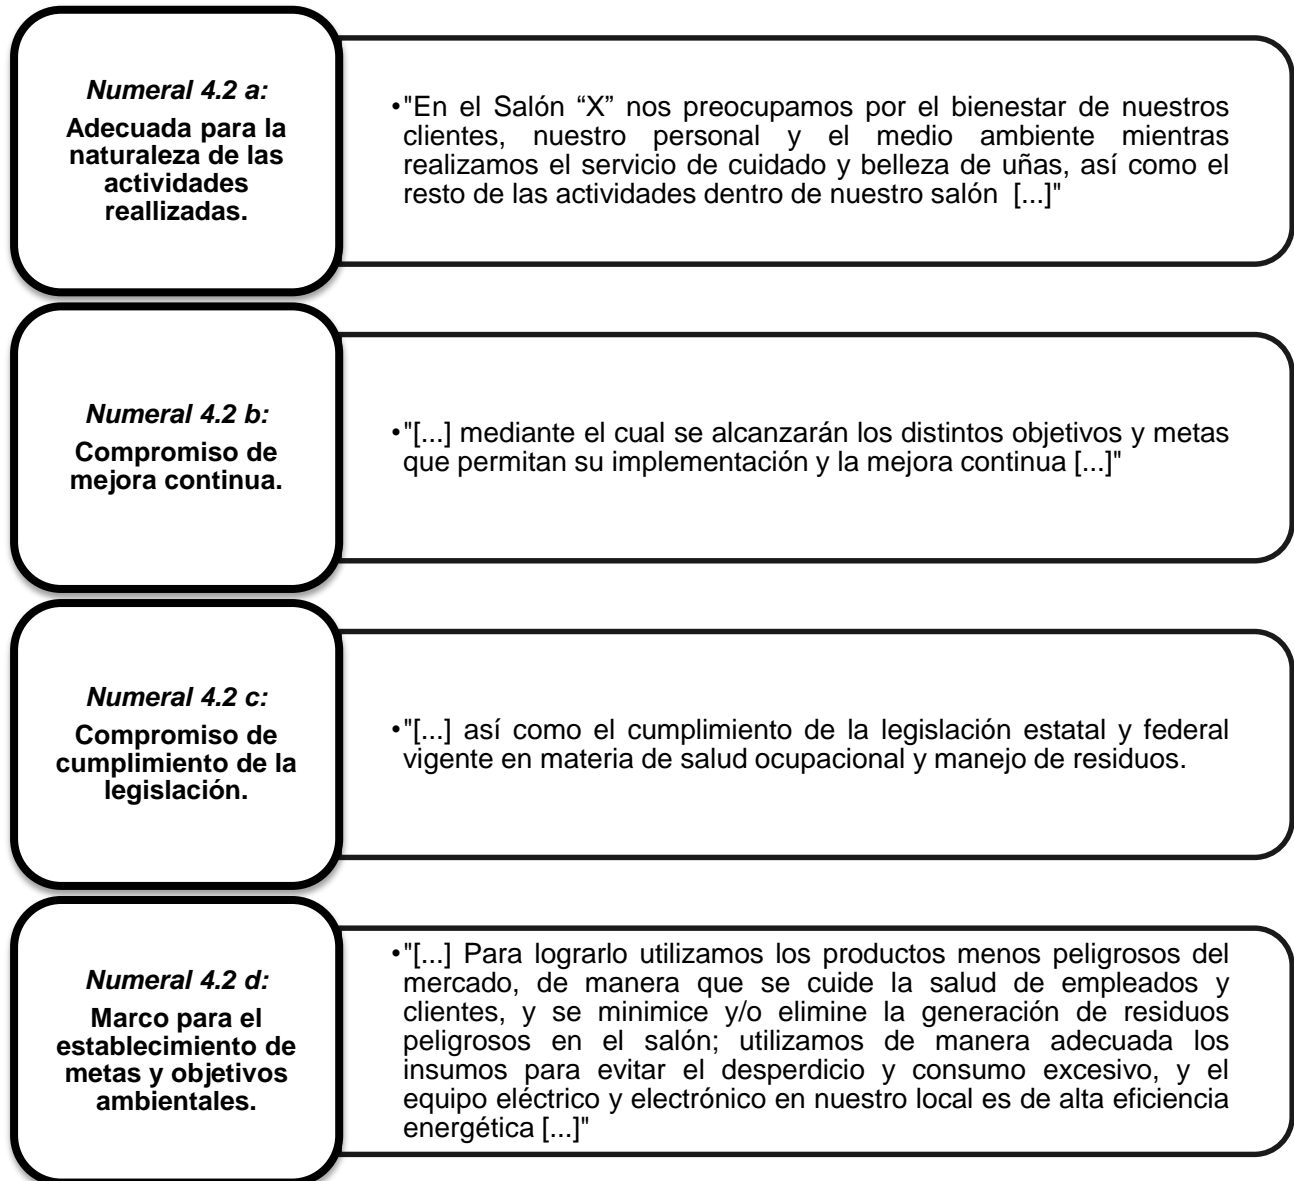 Numeral 4.2 a:
Adecuada para la
naturaleza de las
actividades
reallizadas.
•"En el Salón “X” nos preocupamos por el bienestar de nuestros
clientes, nuestro personal y el medio ambiente mientras
realizamos el servicio de cuidado y belleza de uñas, así como el
resto de las actividades dentro de nuestro salón [...]"
Numeral 4.2 b:
Compromiso de
mejora continua.
•"[...] mediante el cual se alcanzarán los distintos objetivos y metas
que permitan su implementación y la mejora continua [...]"
Numeral 4.2 c:
Compromiso de
cumplimiento de la
legislación.
•"[...] así como el cumplimiento de la legislación estatal y federal
vigente en materia de salud ocupacional y manejo de residuos.
Numeral 4.2 d:
Marco para el
establecimiento de
metas y objetivos
ambientales.
•"[...] Para lograrlo utilizamos los productos menos peligrosos del
mercado, de manera que se cuide la salud de empleados y
clientes, y se minimice y/o elimine la generación de residuos
peligrosos en el salón; utilizamos de manera adecuada los
insumos para evitar el desperdicio y consumo excesivo, y el
equipo eléctrico y electrónico en nuestro local es de alta eficiencia
energética [...]"